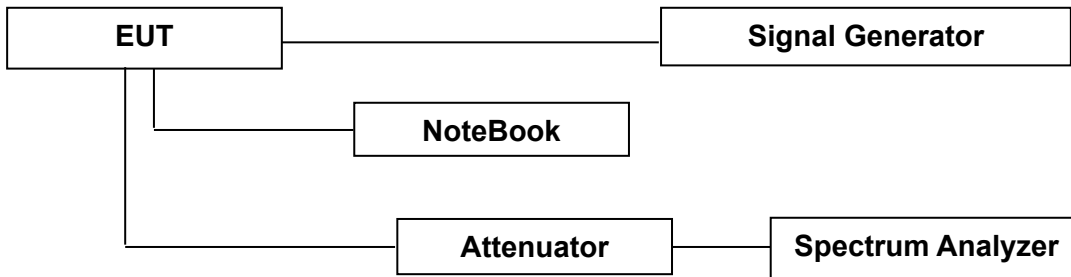 EUT
Signal Generator
NoteBook
Attenuator
Spectrum Analyzer